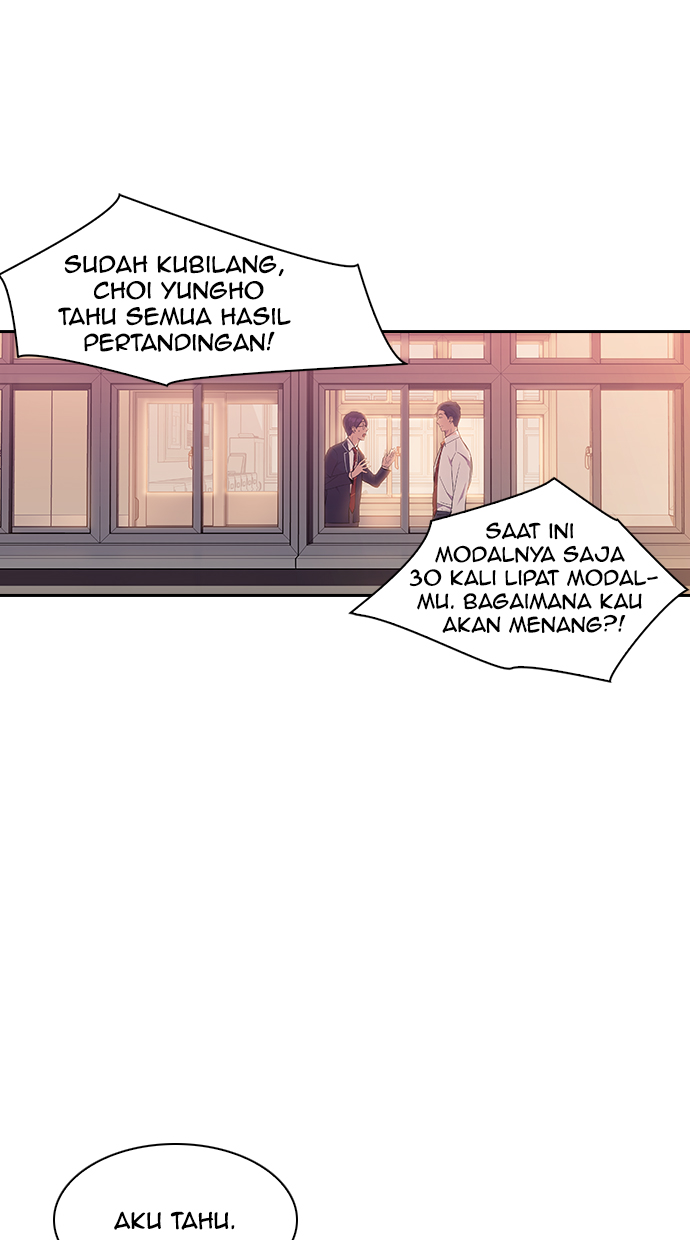 SUDAH KUBILANG,
CHOI YUNGHO
TAHU SEMUA HASIL
PERTANDINGAN!
SAAT INI
MODALNYA SAJA
30 KALI LIPAT MODAL-
MU. BAGAIMANA KAU
AKAN MENANG?!
AKU TAHU.